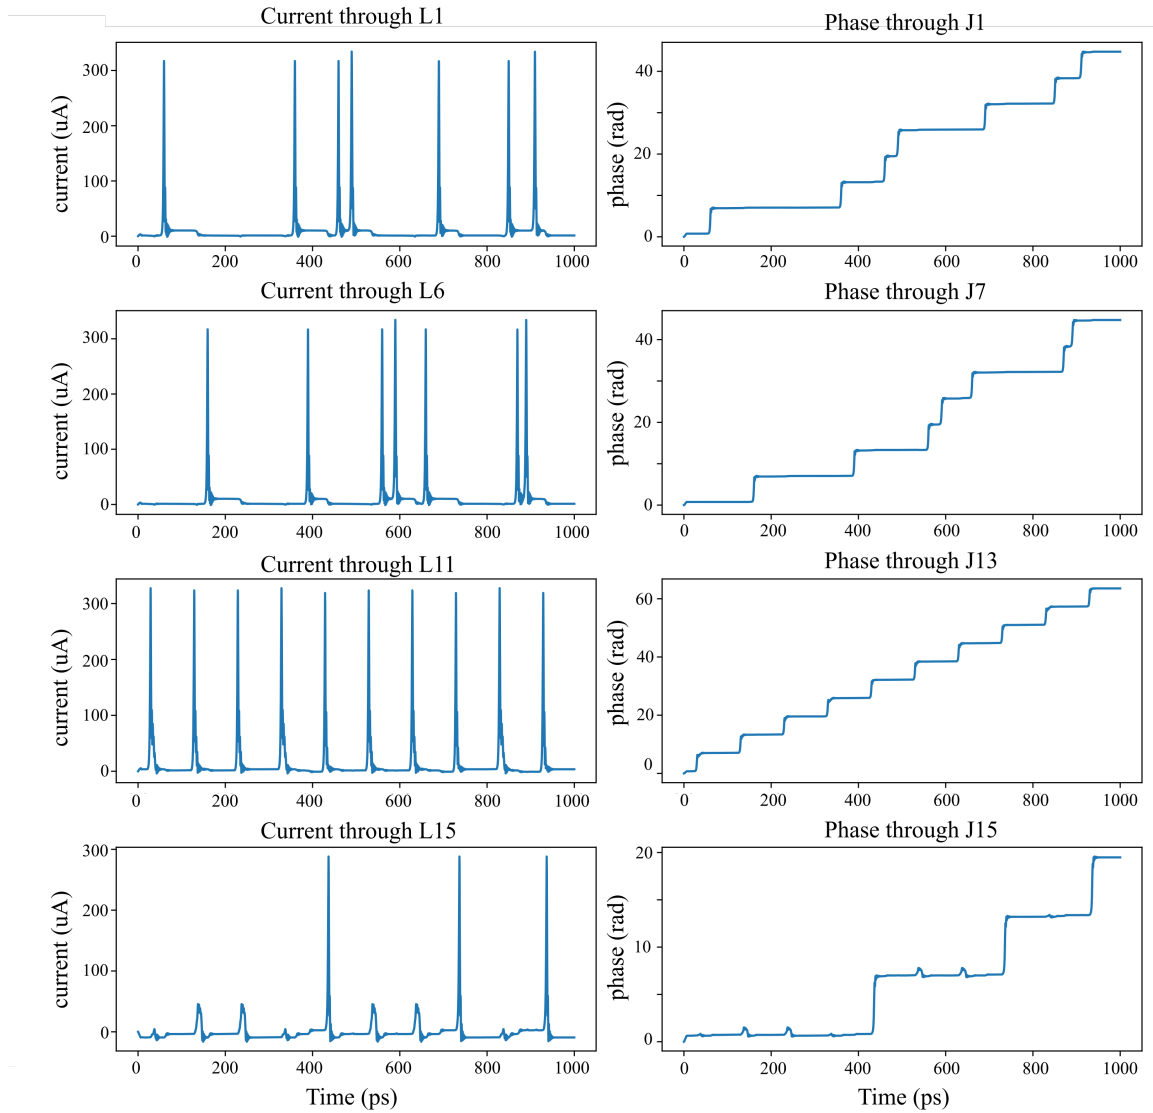 Current through L1
Phase through J1
current (uA)
300
200
100
0
0 200 400 600 800 1000
phase (rad)
40
20
0
0 200 400 600 800 1000
Current through L6
Phase through J7
current (uA)
300
200
100
0
0 200 400 600 800 1000
phase (rad)
40
20
0
0 200 400 600 800 1000
Current through L11
Phase through J13
current (uA)
300
200
100
0
0 200 400 600 800 1000
phase (rad)
60
40
20
0
0 200 400 600 800 1000
Current through L15
Phase through J15
current (uA)
300
200
100
0
0 200 400 600 800 1000
Time (ps)
phase (rad)
20
10
0
0 200 400 600 800 1000
Time (ps)